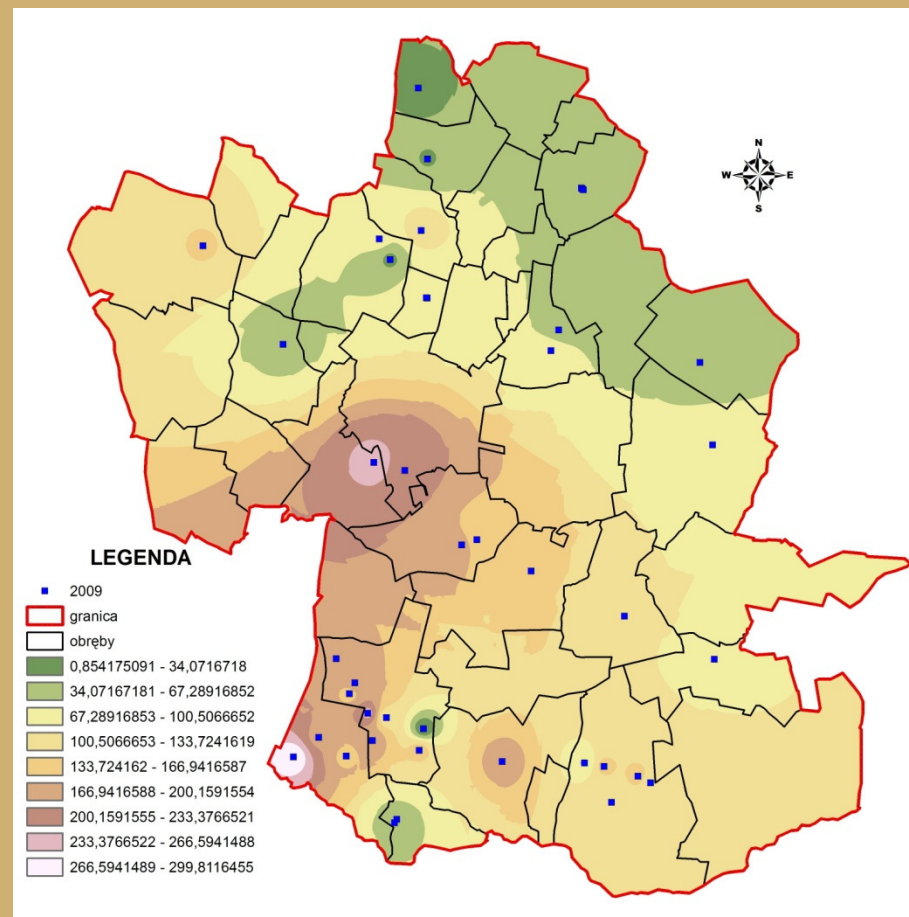 N
W E
S
LEGENDA
2009
granica
obręby
0,854175091 - 34,0716718
34,07167181 - 67,28916852
67,28916853 - 100,5066652
100,5066653 - 133,7241619
133,724162 - 166,9416587
166,9416588 - 200,1591554
200,1591555 - 233,3766521
233,3766522 - 266,5941488
266,5941489 - 299,8116455